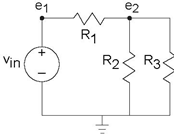 e1 e2
R1
vin + −
R2 R3